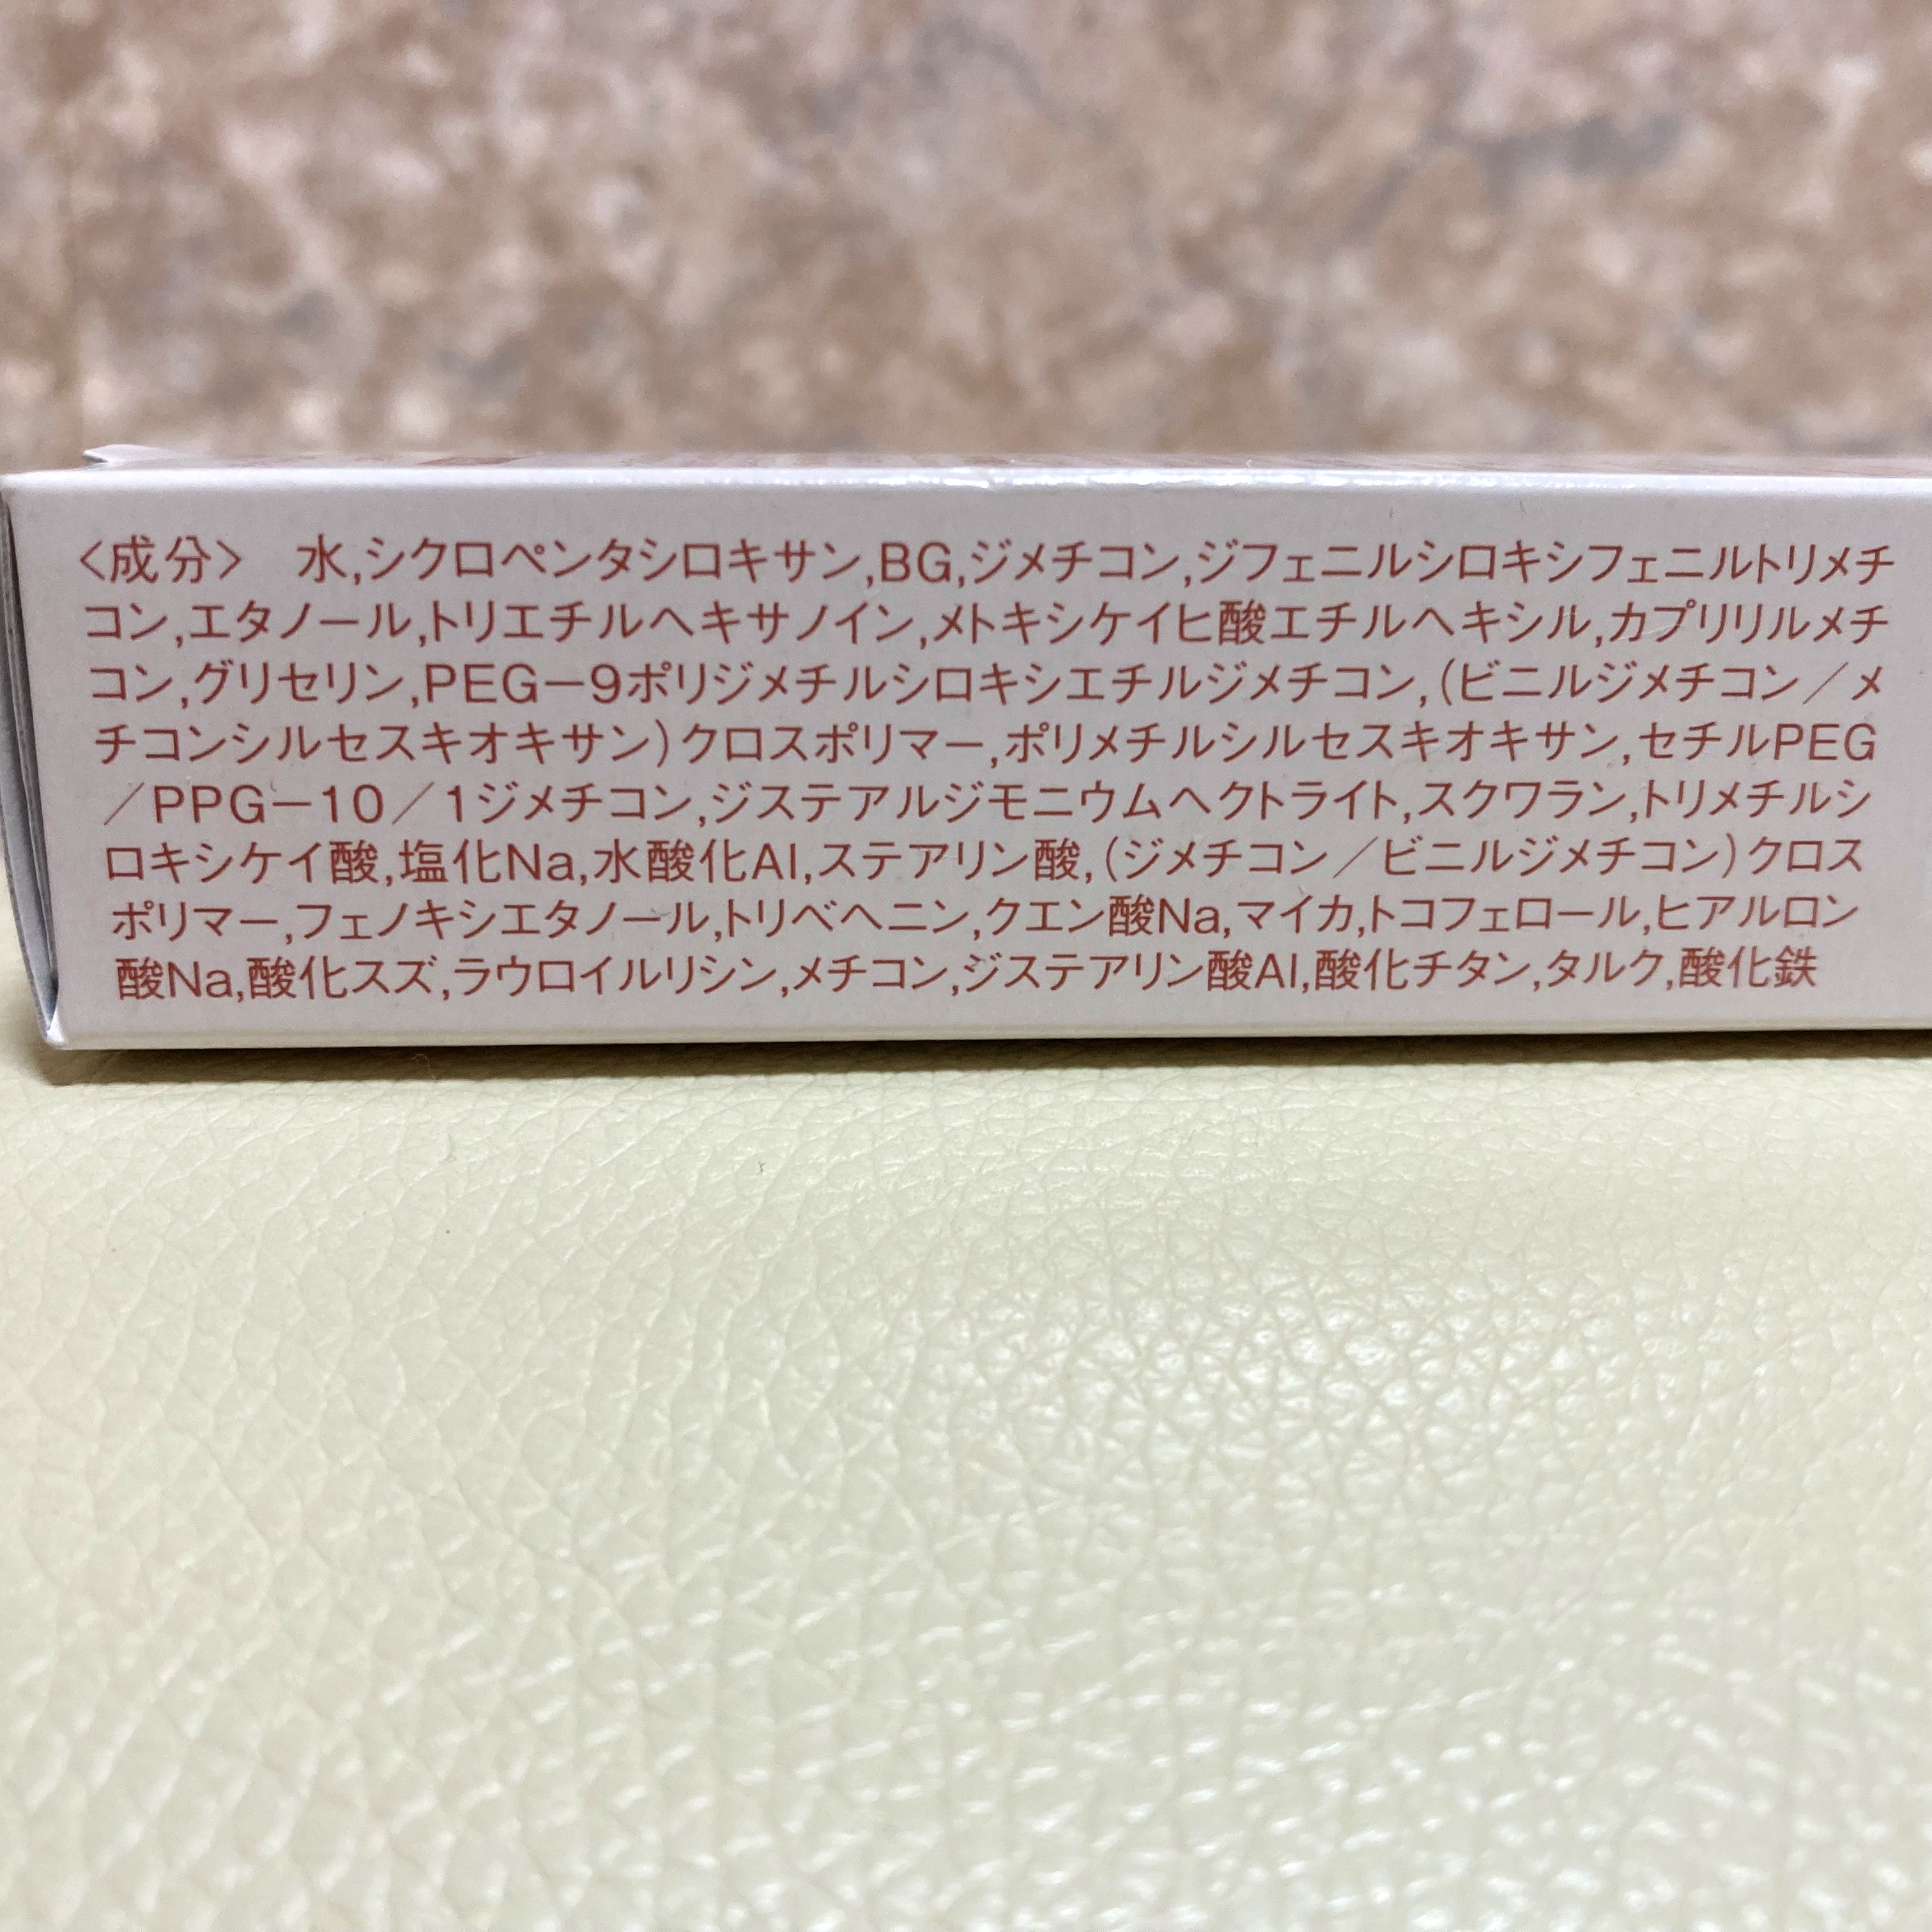 〈成分〉　水,シクロペンタシロキサン,BG,ジメチコン,ジフェニルシロキシフェニルトリメチ
コン,エタノール,トリエチルヘキサノイン,メトキシケイヒ酸エチルヘキシル,カプリリルメチ
コン,グリセリン,PEG−9ポリジメチルシロキシエチルジメチコン,(ビニルジメチコン／メ
チコンシルセスキオキサン)クロスポリマー,ポリメチルシルセスキオキサン,セチルPEG
／PPG−10／1ジメチコン,ジステアルジモニウムヘクトライト,スクワラン,トリメチルシ
ロキシケイ酸,塩化Na,水酸化Al,ステアリン酸,(ジメチコン／ビニルジメチコン)クロス
ポリマー,フェノキシエタノール,トリベヘニン,クエン酸Na,マイカ,トコフェロール,ヒアルロン
酸Na,酸化スズ,ラウロイルリシン,メチコン,ジステアリン酸Al,酸化チタン,タルク,酸化鉄